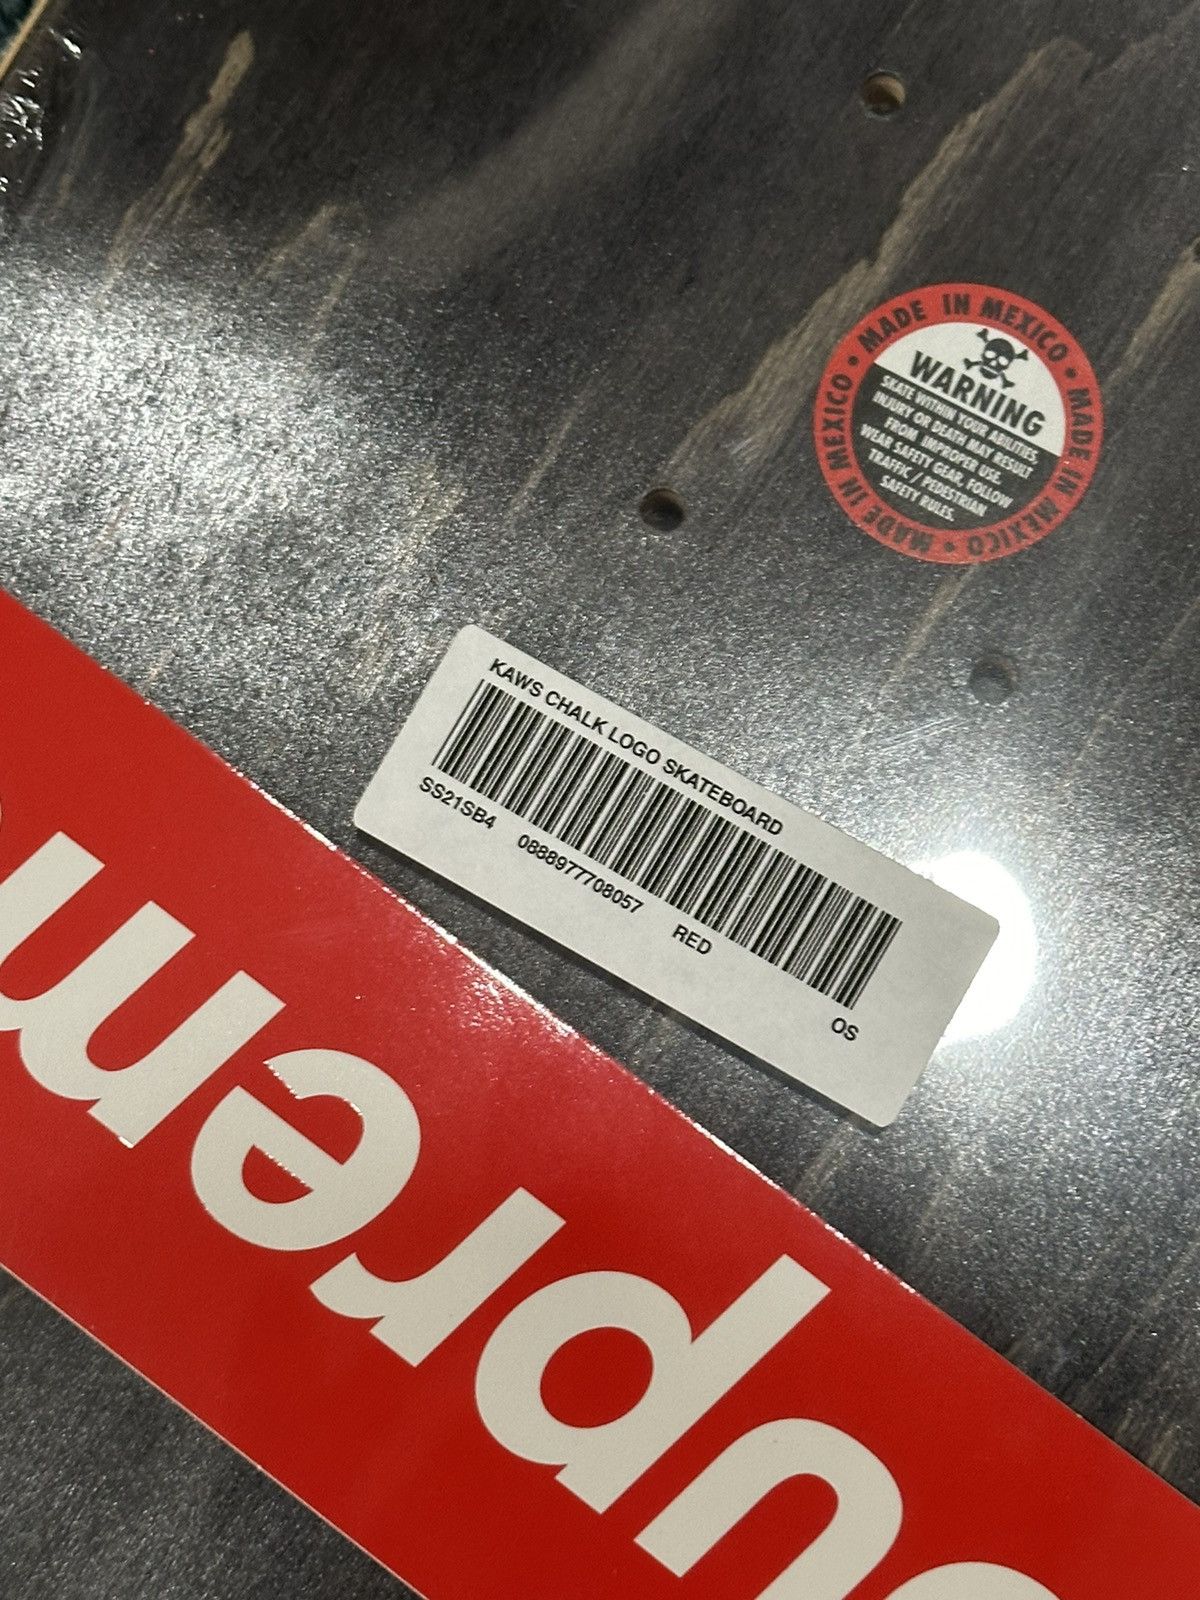 MADE IN MEXICO • MADE IN MEXICO • MADE IN MEXICO •
WARNING
SKATE WITHIN YOUR ABILITIES
INJURY OR DEATH MAY RESULT
FROM IMPROPER USE.
WEAR SAFETY GEAR, FOLLOW
TRAFFIC / PEDESTRIAN
SAFETY RULES.
KAWS CHALK LOGO SKATEBOARD
SS21SB4 0888977708057 RED OS
uprem